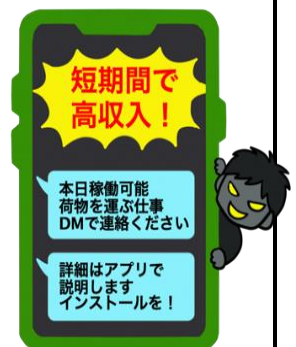 短期間で
高収入！
本日稼働可能
荷物を運ぶ仕事
DMで連絡ください
詳細はアプリで
説明します
インストールを！